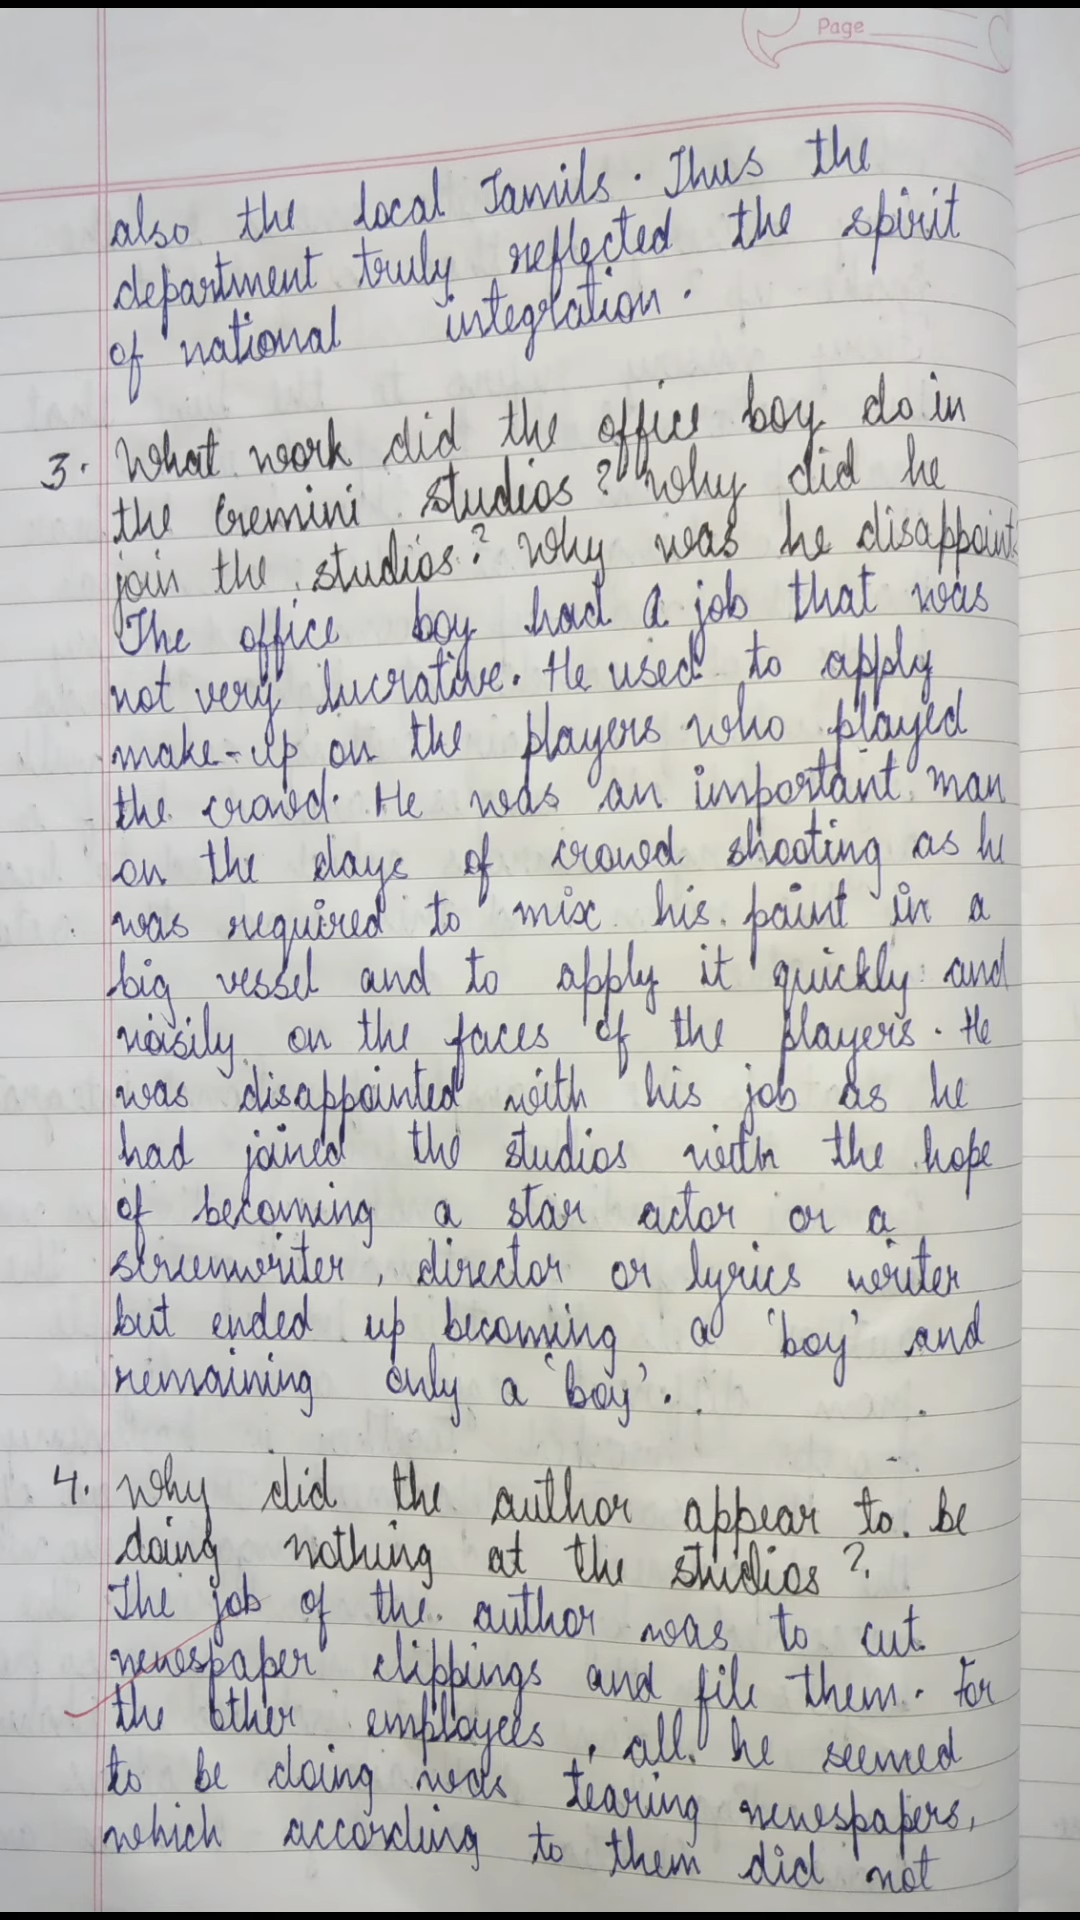 Page
also the local Tamils. Thus the
department truly reflected the spirit
of national integration.
3. What work did the office boy do in
the Gemini studios? Why did he
join the studios? Why was he disappoint
The office boy had a job that was
not very lucrative. He used to apply
make-up on the players who played
the crowd. He was an important man
on the days of crowd shooting as he
was required to mix his paint in a
big vessel and to apply it quickly and
noisily on the faces of the players. He
was disappointed with his job as he
had joined the studios with the hope
of becoming a star actor or a
screenwriter, director or lyrics writer
but ended up becoming a 'boy' and
remaining only a 'boy'.
4. Why did the author appear to be
doing nothing at the studios?
The job of the author was to cut
newspaper clippings and file them. For
the other employees, all he seemed
to be doing was tearing newspapers,
which according to them did not